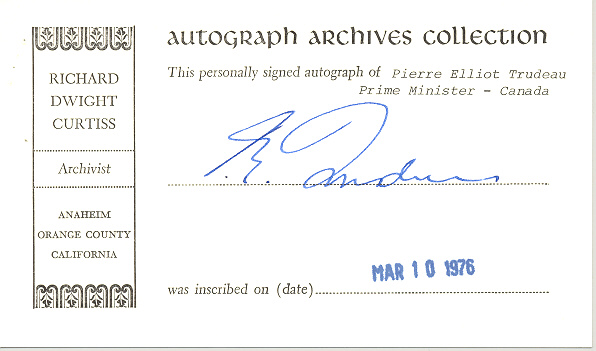 RICHARD
DWIGHT
CURTISS
Archivist
ANAHEIM
ORANGE COUNTY
CALIFORNIA
AUTOGRAPH ARCHIVES COLLECTION
This personally signed autograph of Pierre Elliot Trudeau
Prime Minister - Canada
was inscribed on (date) MAR 10 1976